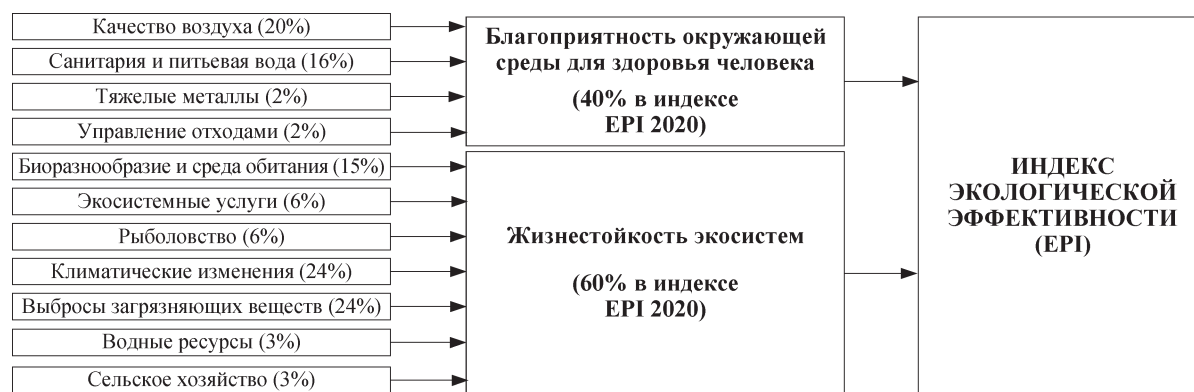 Качество воздуха (20%)
Санитария и питьевая вода (16%)
Тяжелые металлы (2%)
Управление отходами (2%)
Биоразнообразие и среда обитания (15%)
Экосистемные услуги (6%)
Рыболовство (6%)
Климатические изменения (24%)
Выбросы загрязняющих веществ (24%)
Водные ресурсы (3%)
Сельское хозяйство (3%)
Благоприятность окружающей
среды для здоровья человека
(40% в индексе
EPI 2020)
Жизнестойкость экосистем
(60% в индексе
EPI 2020)
ИНДЕКС
ЭКОЛОГИЧЕСКОЙ
ЭФФЕКТИВНОСТИ
(EPI)